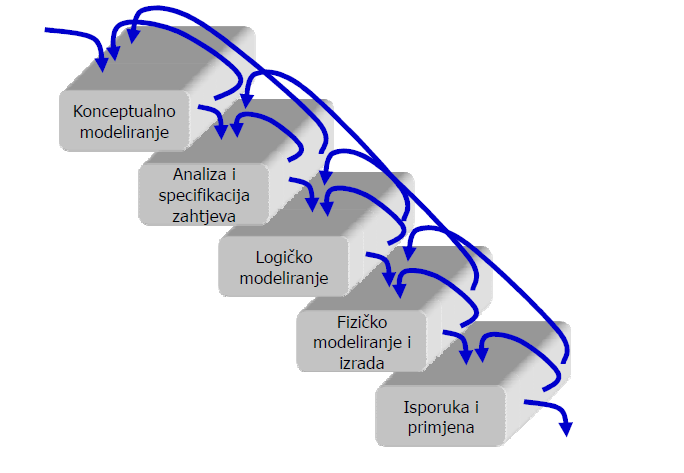 Konceptualno
modeliranje
Analiza i
specifikacija
zahtjeva
Logičko
modeliranje
Fizičko
modeliranje i
izrada
Isporuka i
primjena